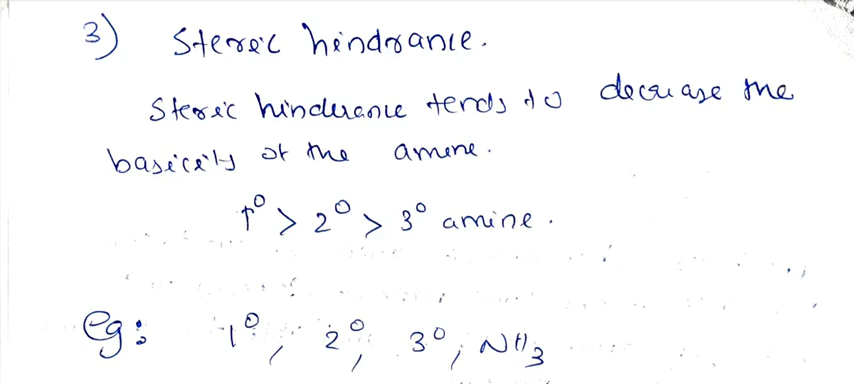 3) Steric hindrance.
Steric hinderance tends to decrease the
basicity of the amine.
1° > 2° > 3° amine.
eg: 1°, 2°, 3°, NH3